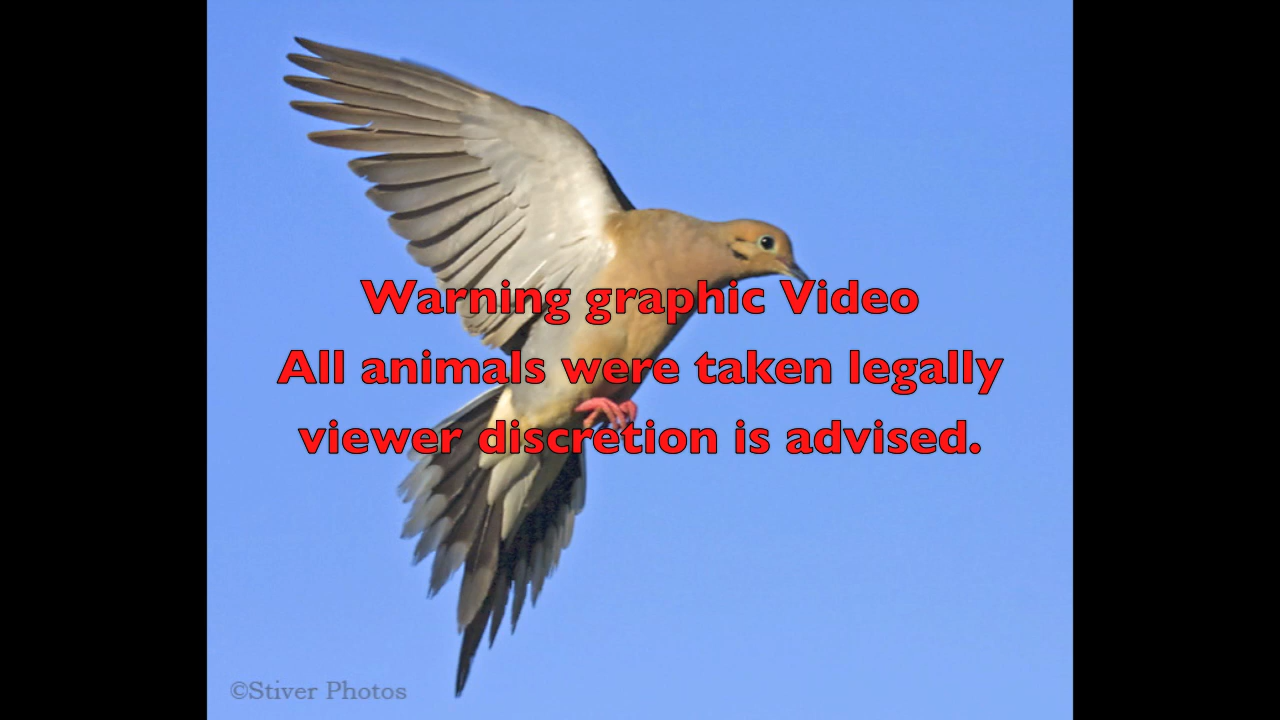 Warning graphic Video
All animals were taken legally
viewer discretion is advised.
©Stiver Photos